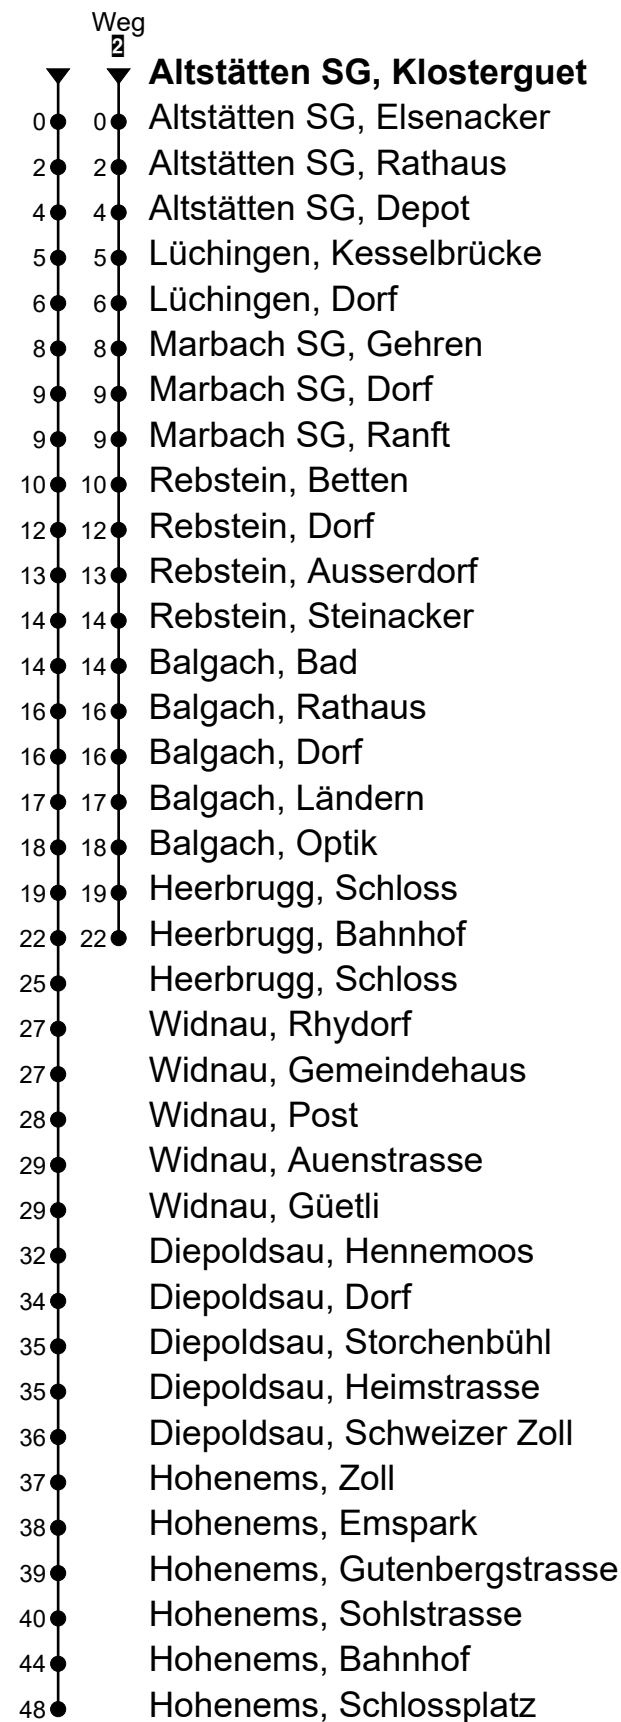 Weg
2
Altstätten SG, Klosterguet
0 0 Altstätten SG, Elsenacker
2 2 Altstätten SG, Rathaus
4 4 Altstätten SG, Depot
5 5 Lüchingen, Kesselbrücke
6 6 Lüchingen, Dorf
8 8 Marbach SG, Gehren
9 9 Marbach SG, Dorf
9 9 Marbach SG, Ranft
10 10 Rebstein, Betten
12 12 Rebstein, Dorf
13 13 Rebstein, Ausserdorf
14 14 Rebstein, Steinacker
14 14 Balgach, Bad
16 16 Balgach, Rathaus
16 16 Balgach, Dorf
17 17 Balgach, Ländern
18 18 Balgach, Optik
19 19 Heerbrugg, Schloss
22 22 Heerbrugg, Bahnhof
25 Heerbrugg, Schloss
27 Widnau, Rhydorf
27 Widnau, Gemeindehaus
28 Widnau, Post
29 Widnau, Auenstrasse
29 Widnau, Güetli
32 Diepoldsau, Hennemoos
34 Diepoldsau, Dorf
35 Diepoldsau, Storchenbühl
35 Diepoldsau, Heimstrasse
36 Diepoldsau, Schweizer Zoll
37 Hohenems, Zoll
38 Hohenems, Emspark
39 Hohenems, Gutenbergstrasse
40 Hohenems, Sohlstrasse
44 Hohenems, Bahnhof
48 Hohenems, Schlossplatz